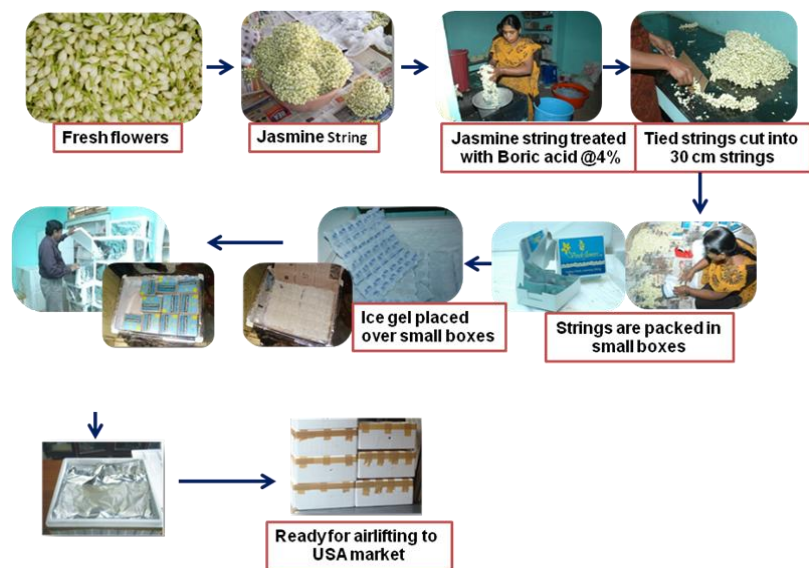 Fresh flowers
Jasmine String
Jasmine string treated
with Boric acid @4%
Tied strings cut into
30 cm strings
Ice gel placed
over small boxes
Strings are packed in
small boxes
Ready for airlifting to
USA market